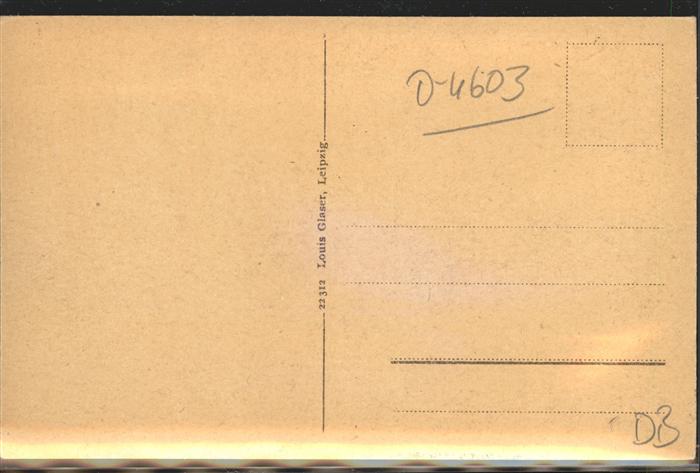 D-4603
22312 Louis Glaser, Leipzig
DB